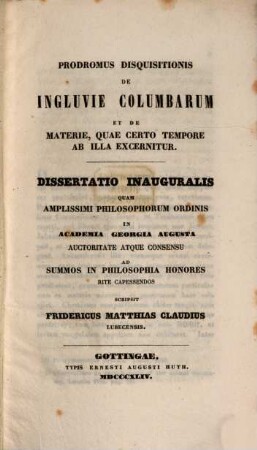 PRODROMUS DISQUISITIONIS
DE
INGLUVIE COLUMBARUM
ET DE
MATERIE, QUAE CERTO TEMPORE
AB ILLA EXCERNITUR.
DISSERTATIO INAUGURALIS
QUAM
AMPLISSIMI PHILOSOPHORUM ORDINIS
IN
ACADEMIA GEORGIA AUGUSTA
AUCTORITATE ATQUE CONSENSU
AD
SUMMOS IN PHILOSOPHIA HONORES
RITE CAPESSENDOS
SCRIPSIT
FRIDERICUS MATTHIAS CLAUDIUS
LUBECENSIS.
GOTTINGAE,
TYPIS ERNESTI AUGUSTI HUTH.
MDCCCXLIV.